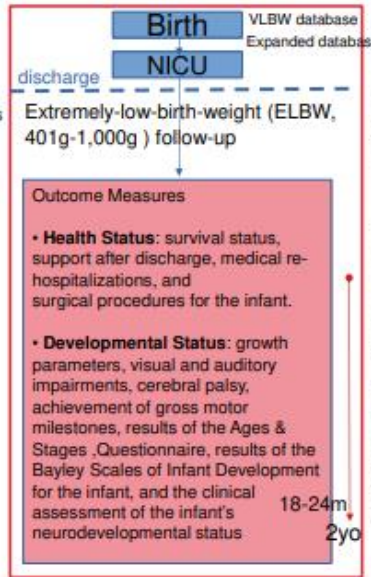 Birth
VLBW database
Expanded databas
NICU
discharge
s
Extremely-low-birth-weight (ELBW,
401g-1,000g ) follow-up
Outcome Measures
• Health Status: survival status,
support after discharge, medical re-
hospitalizations, and
surgical procedures for the infant.
• Developmental Status: growth
parameters, visual and auditory
impairments, cerebral palsy,
achievement of gross motor
milestones, results of the Ages &
Stages ,Questionnaire, results of the
Bayley Scales of Infant Development
for the infant, and the clinical
assessment of the infant's
neurodevelopmental status
18-24m
2yo